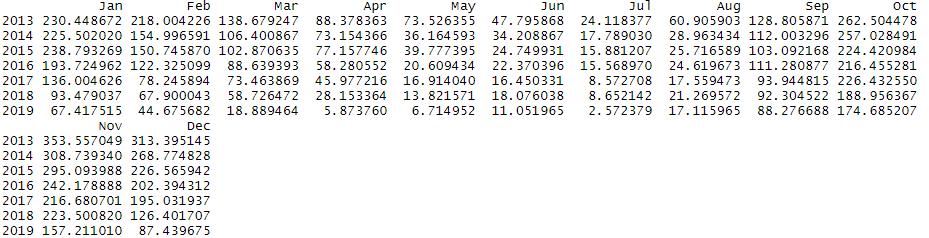 Jan        Feb        Mar        Apr        May        Jun        Jul        Aug        Sep        Oct
2013 230.448672 218.004226 138.679247  88.378363  73.526355  47.795868  24.118377  60.905903 128.805871 262.504478
2014 225.502020 154.996591 106.400867  73.154366  36.164593  34.208867  17.789030  28.963434 112.003296 257.028491
2015 238.793269 150.745870 102.870635  77.157746  39.777395  24.749931  15.881207  25.716589 103.092168 224.420984
2016 193.724962 122.325099  88.639393  58.280552  20.609434  22.370396  15.568970  24.619673 111.280877 216.455281
2017 136.004626  78.245894  73.463869  45.977216  16.914040  16.450331   8.572708  17.559473  93.944815 226.432550
2018  93.479037  67.900043  58.726472  28.153364  13.821571  18.076038   8.652142  21.269572  92.304522 188.956367
2019  67.417515  44.675682  18.889464   5.873760   6.714952  11.051965   2.572379  17.115965  88.276688 174.685207
            Nov        Dec
2013 353.557049 313.395145
2014 308.739340 268.774828
2015 295.093988 226.565942
2016 242.178888 202.394312
2017 216.680701 195.031937
2018 223.500820 126.401707
2019 157.211010  87.439675